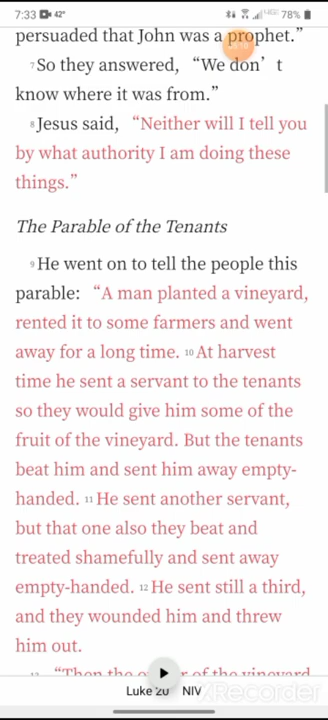 7:33 42° 78%
persuaded that John was a prophet.”
7 So they answered, “We don’t
know where it was from.”
8 Jesus said, “Neither will I tell you
by what authority I am doing these
things.”
The Parable of the Tenants
9 He went on to tell the people this
parable: “A man planted a vineyard,
rented it to some farmers and went
away for a long time. 10 At harvest
time he sent a servant to the tenants
so they would give him some of the
fruit of the vineyard. But the tenants
beat him and sent him away empty-
handed. 11 He sent another servant,
but that one also they beat and
treated shamefully and sent away
empty-handed. 12 He sent still a third,
and they wounded him and threw
him out.
“Then the of the vineyard
Luke 20 NIV
XRecorder